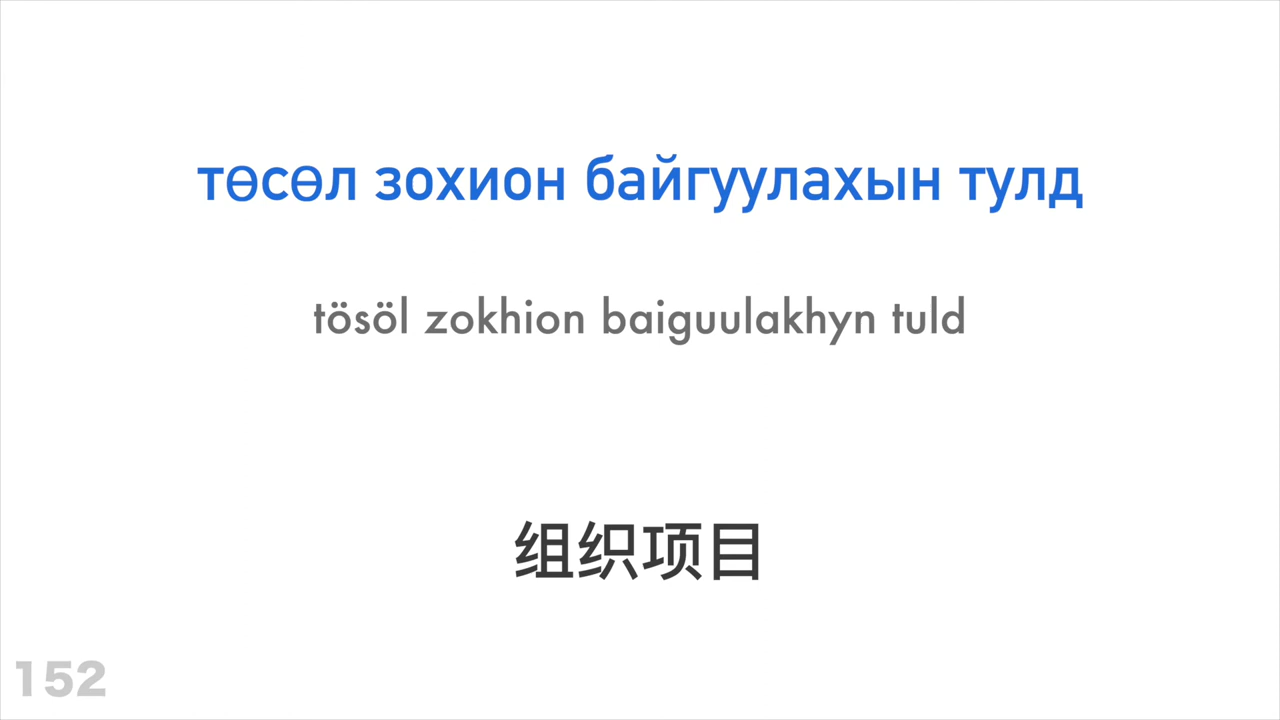 төсөл зохион байгуулахын тулд
tösöl zokhion baiguulakhyn tuld
组织项目
152